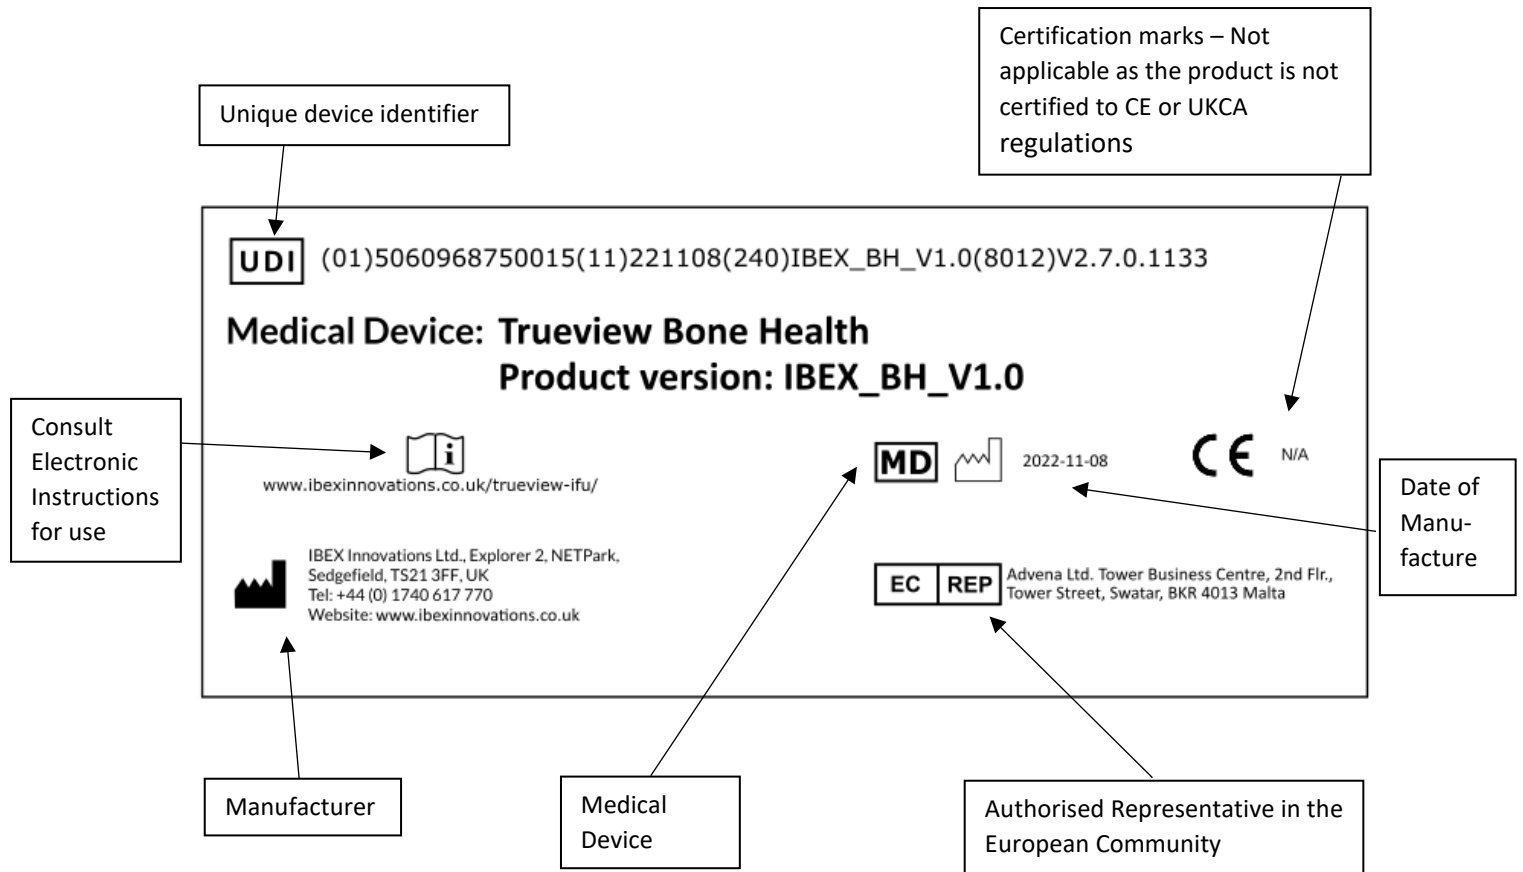 Certification marks – Not
applicable as the product is not
certified to CE or UKCA
regulations
Unique device identifier
UDI (01)5060968750015(11)221108(240)IBEX_BH_V1.0(8012)V2.7.0.1133
Medical Device: Trueview Bone Health
Product version: IBEX_BH_V1.0
Consult
Electronic
Instructions
for use
i
www.ibexinnovations.co.uk/trueview-ifu/
MD 2022-11-08
CE N/A
Date of
Manu-
facture
IBEX Innovations Ltd., Explorer 2, NETPark,
Sedgefield, TS21 3FF, UK
Tel: +44 (0) 1740 617 770
Website: www.ibexinnovations.co.uk
EC REP Advena Ltd. Tower Business Centre, 2nd Flr.,
Tower Street, Swatar, BKR 4013 Malta
Manufacturer
Medical
Device
Authorised Representative in the
European Community